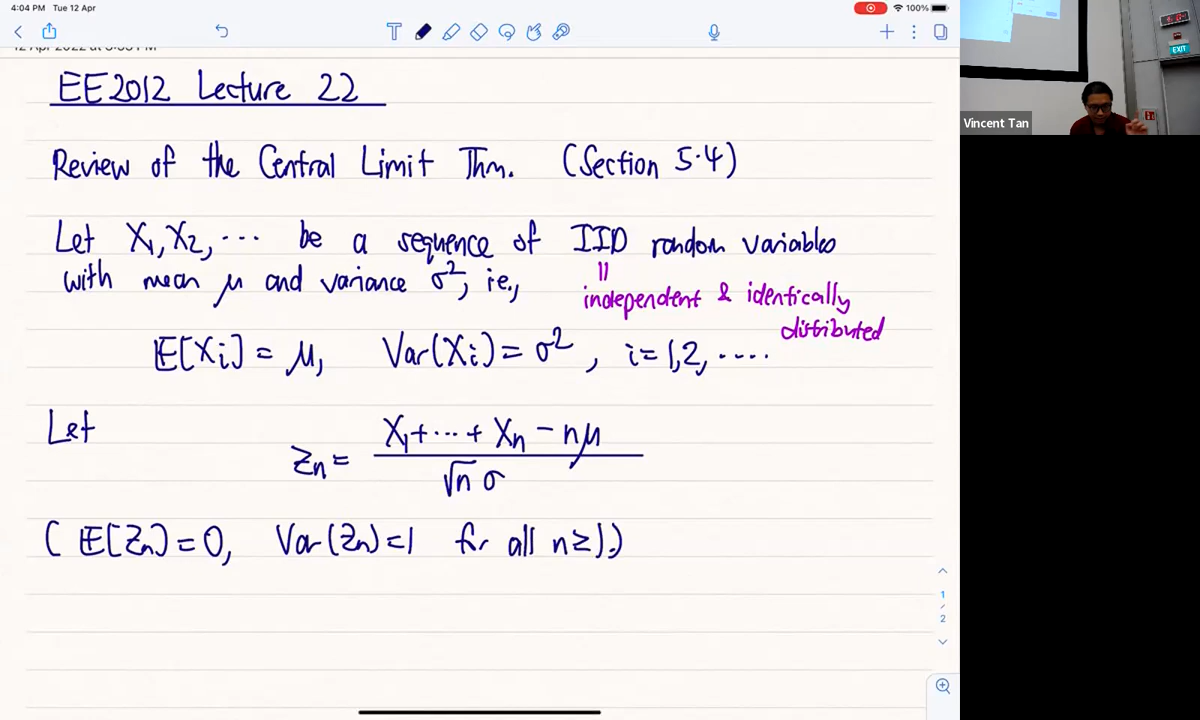 4:04 PM Tue 12 Apr
100%
EE2012 Lecture 22
Review of the Central Limit Thm. (Section 5.4)
Let X₁, X₂, ... be a sequence of IID random variables
with mean μ and variance σ², i.e.,
||
independent & identically
distributed
𝔼[Xᵢ] = μ, Var(Xᵢ) = σ², i = 1,2, ....
Let
Zₙ = (X₁ + ... + Xₙ - nμ) / (√n σ)
( 𝔼[Zₙ] = 0, Var(Zₙ) = 1 for all n ≥ 1.)
1
/
2
EXIT
Vincent Tan